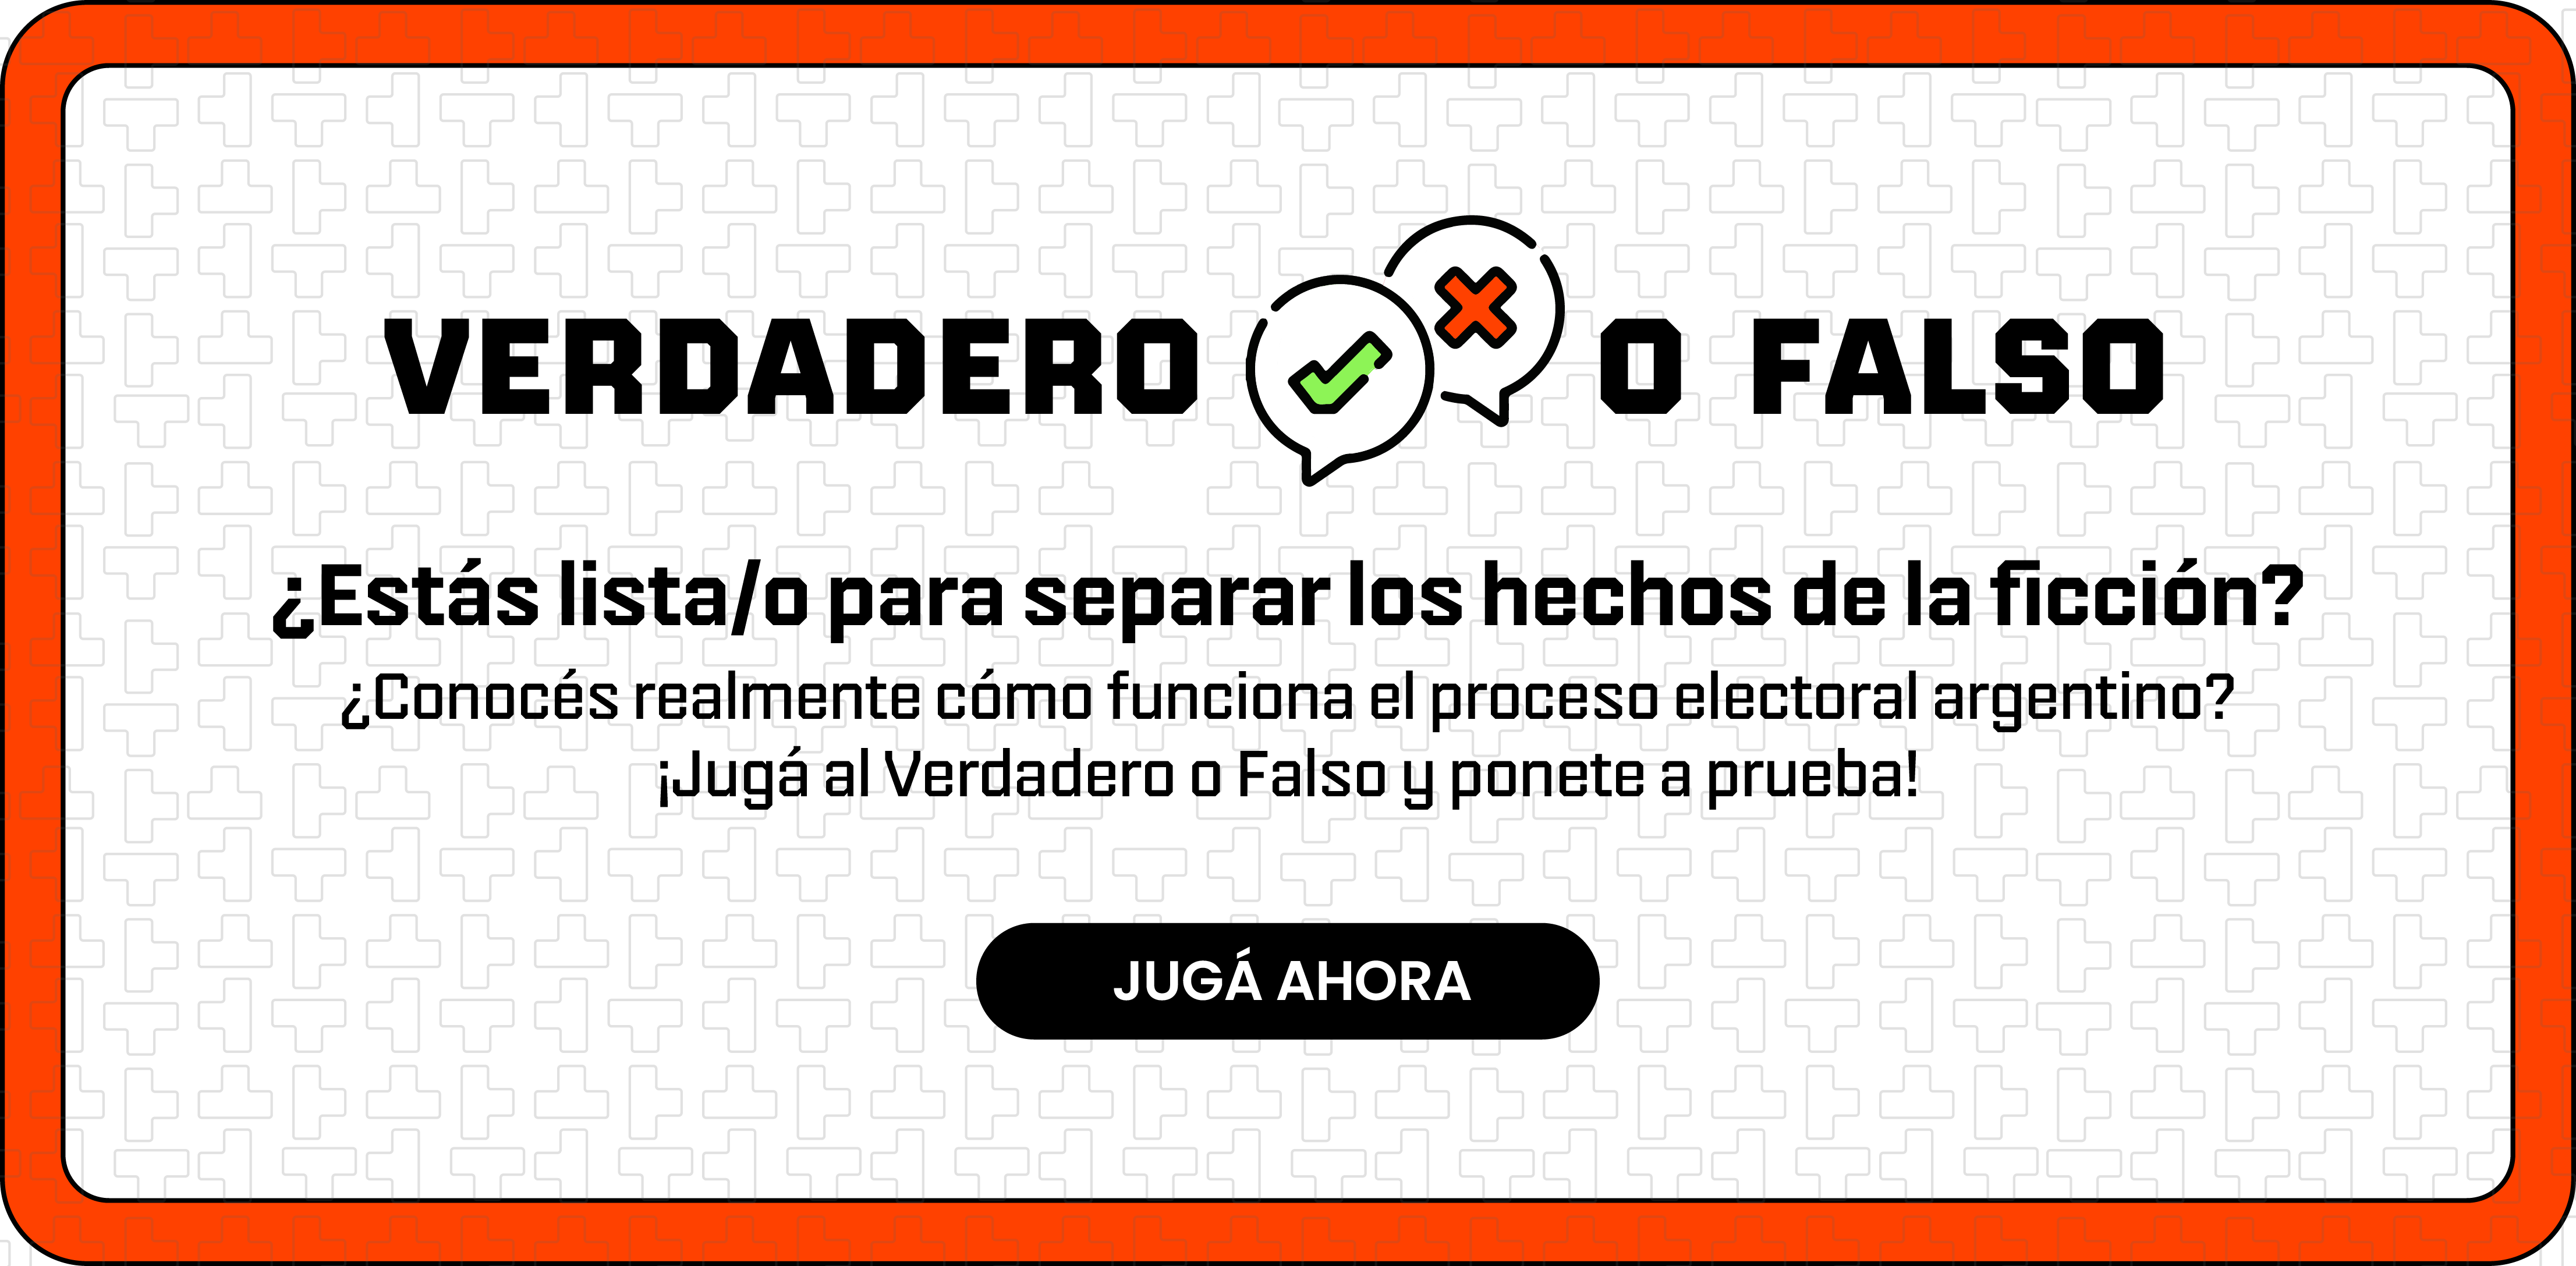 VERDADERO O FALSO
¿Estás lista/o para separar los hechos de la ficción?
¿Conocés realmente cómo funciona el proceso electoral argentino?
¡Jugá al Verdadero o Falso y ponete a prueba!
JUGÁ AHORA